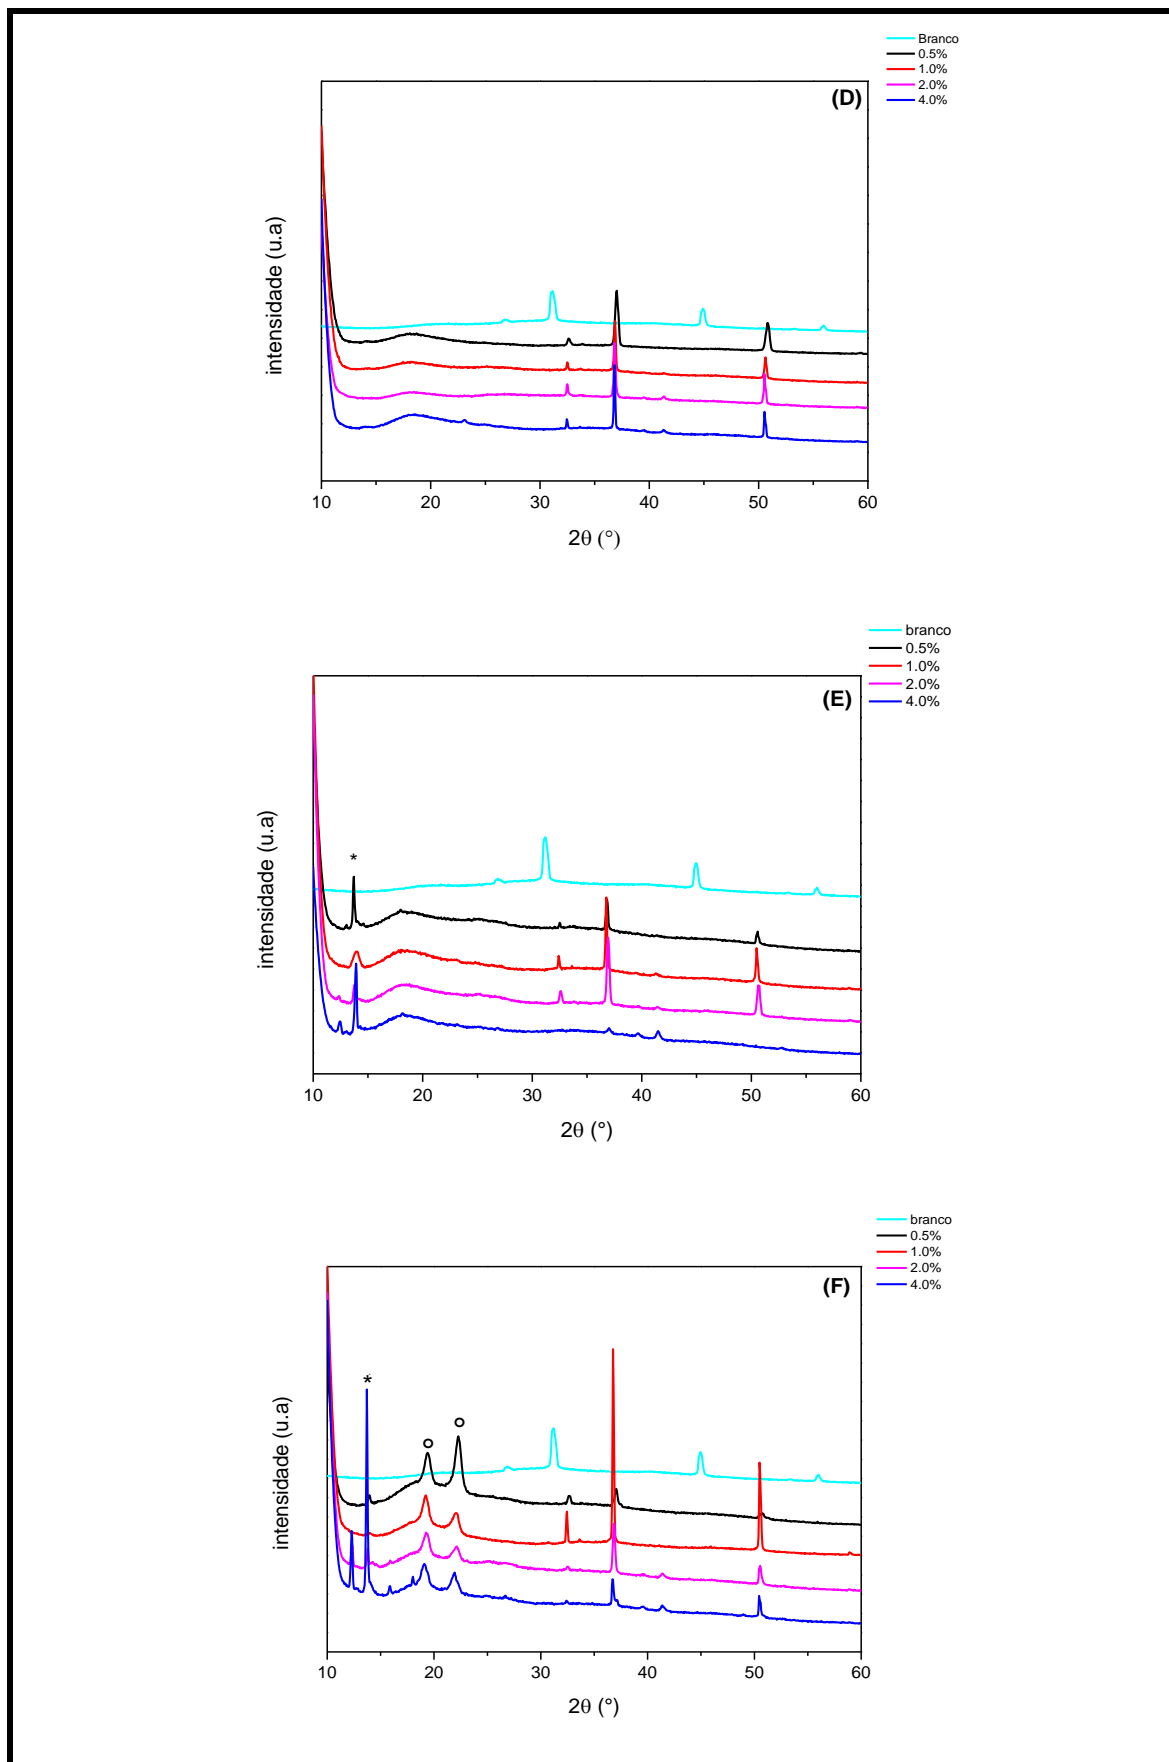 Branco
0.5%
1.0%
2.0%
4.0%
(D)
intensidade (u.a)
10 20 30 40 50 60
2θ (°)
branco
0.5%
1.0%
2.0%
4.0%
(E)
*
intensidade (u.a)
10 20 30 40 50 60
2θ (°)
branco
0.5%
1.0%
2.0%
4.0%
(F)
*
intensidade (u.a)
10 20 30 40 50 60
2θ (°)